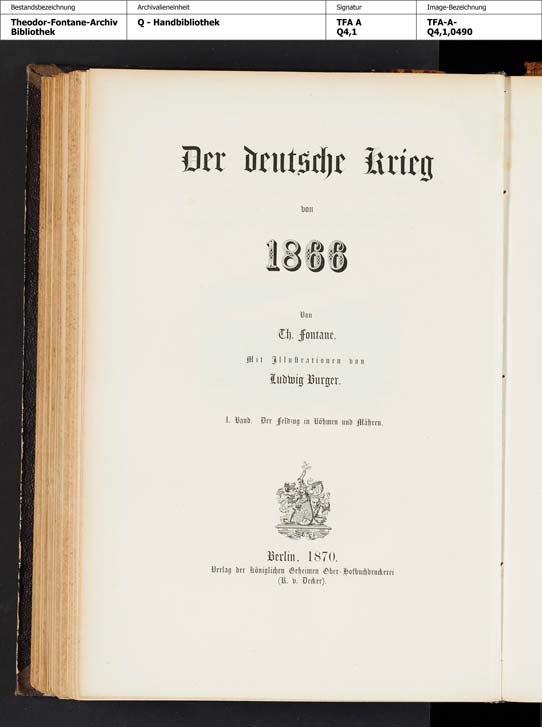 Bestandsbezeichnung
Archivalieneinheit
Signatur
Image-Bezeichnung
Theodor-Fontane-Archiv
Bibliothek
Q - Handbibliothek
TFA A
Q4,1
TFA-A-
Q4,1,0490
Der deutsche Krieg
von
1866
Von
Th. Fontane.
Mit Illustrationen von
Ludwig Burger.
I. Band. Der Feldzug in Böhmen und Mähren.
Berlin, 1870.
Verlag der Königlichen Geheimen Ober-Hofbuchdruckerei
(R. v. Decker).